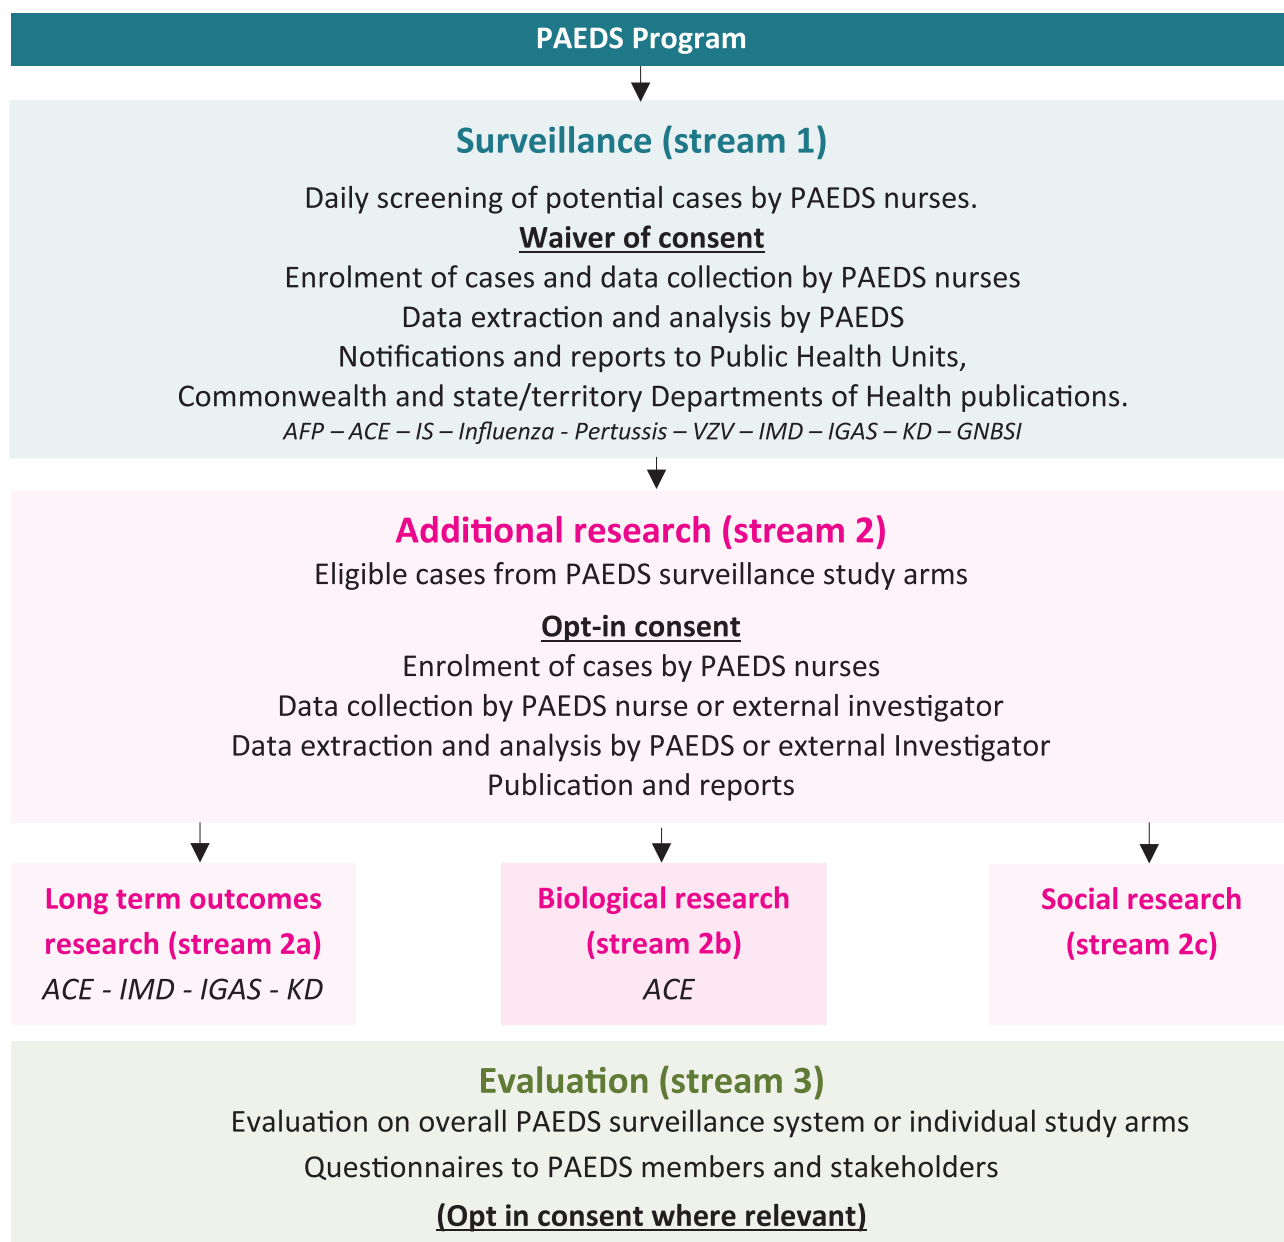 PAEDS Program
Surveillance (stream 1)
Daily screening of potential cases by PAEDS nurses.
Waiver of consent
Enrolment of cases and data collection by PAEDS nurses
Data extraction and analysis by PAEDS
Notifications and reports to Public Health Units,
Commonwealth and state/territory Departments of Health publications.
AFP – ACE – IS – Influenza - Pertussis – VZV – IMD – IGAS – KD – GNBSI
Additional research (stream 2)
Eligible cases from PAEDS surveillance study arms
Opt-in consent
Enrolment of cases by PAEDS nurses
Data collection by PAEDS nurse or external investigator
Data extraction and analysis by PAEDS or external Investigator
Publication and reports
Long term outcomes
research (stream 2a)
ACE - IMD - IGAS - KD
Biological research
(stream 2b)
ACE
Social research
(stream 2c)
Evaluation (stream 3)
Evaluation on overall PAEDS surveillance system or individual study arms
Questionnaires to PAEDS members and stakeholders
(Opt in consent where relevant)